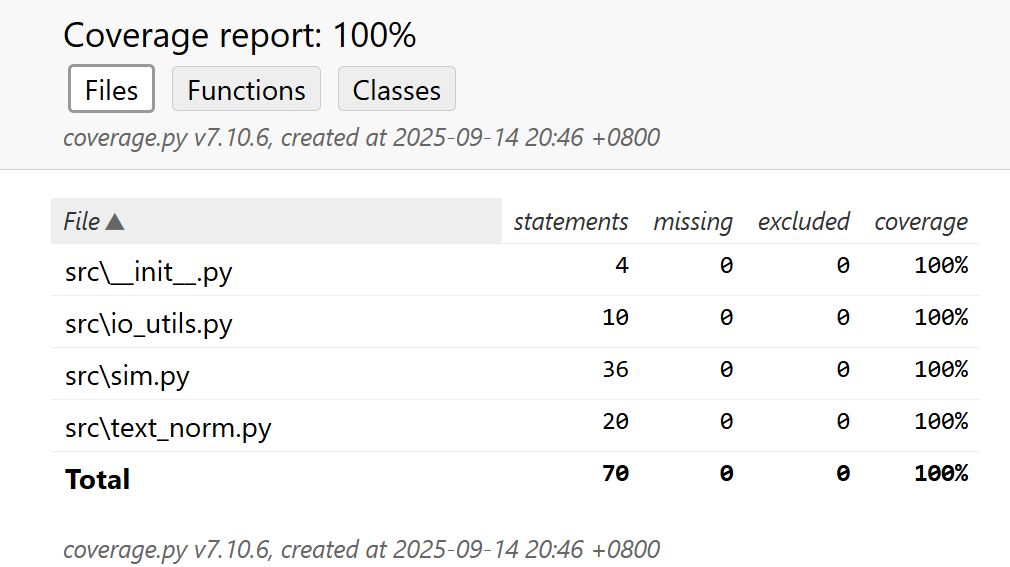 Coverage report: 100%
Files Functions Classes
coverage.py v7.10.6, created at 2025-09-14 20:46 +0800
File ▲ statements missing excluded coverage
src\__init__.py 4 0 0 100%
src\io_utils.py 10 0 0 100%
src\sim.py 36 0 0 100%
src\text_norm.py 20 0 0 100%
Total 70 0 0 100%
coverage.py v7.10.6, created at 2025-09-14 20:46 +0800